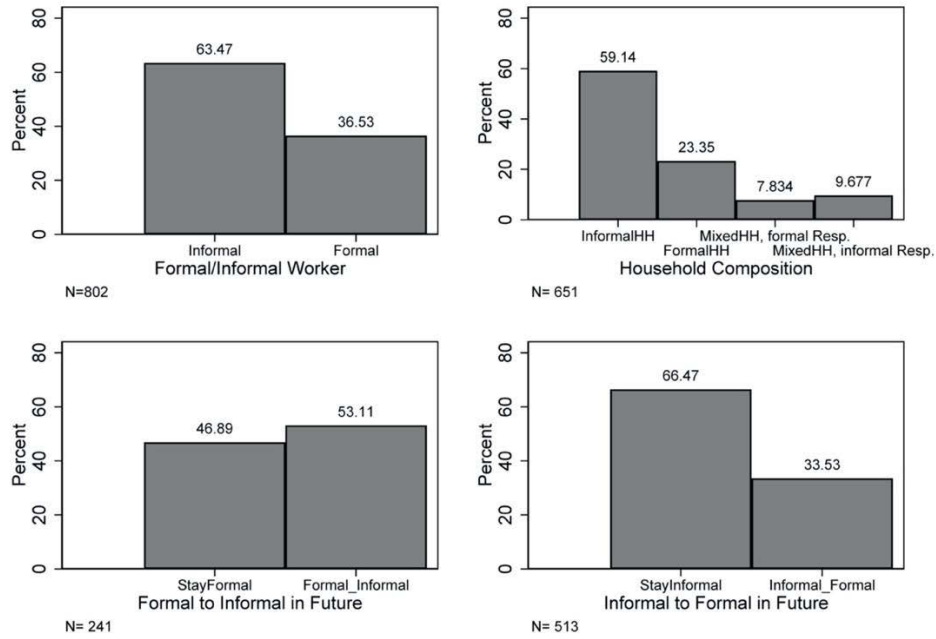 Percent
0 20 40 60 80
63.47
36.53
Informal Formal
Formal/Informal Worker
N=802
Percent
0 20 40 60 80
59.14
23.35
7.834
9.677
InformalHH MixedHH, formal Resp.
FormalHH MixedHH, informal Resp.
Household Composition
N= 651
Percent
0 20 40 60 80
46.89
53.11
StayFormal Formal_Informal
Formal to Informal in Future
N= 241
Percent
0 20 40 60 80
66.47
33.53
StayInformal Informal_Formal
Informal to Formal in Future
N= 513